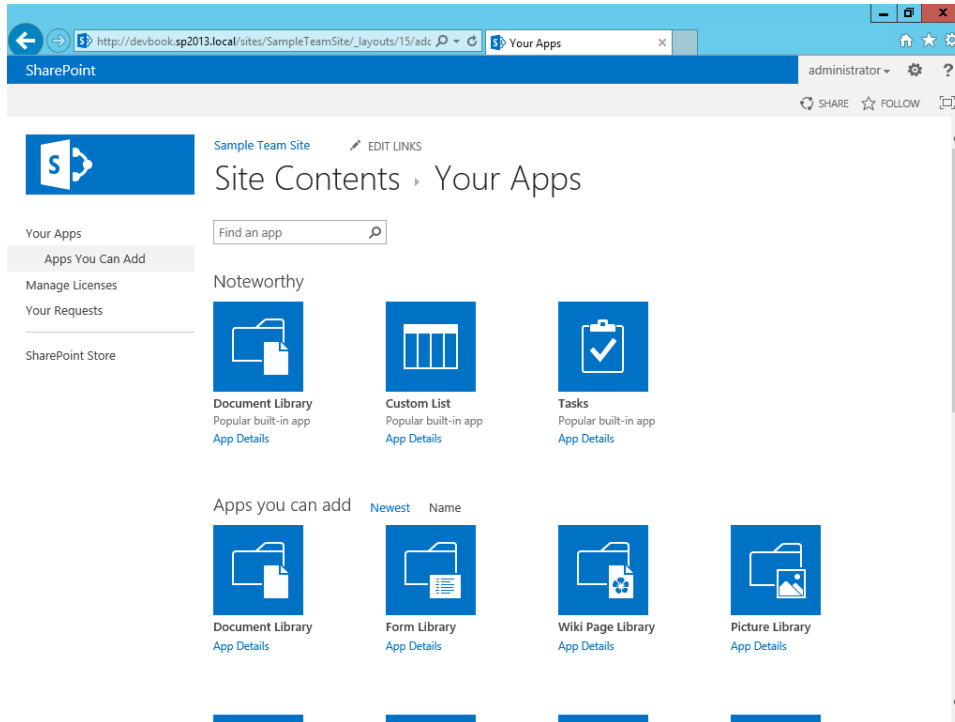 http://devbook.sp2013.local/sites/SampleTeamSite/_layouts/15/adc
Your Apps
SharePoint
administrator
?
SHARE
FOLLOW
S
Sample Team Site
EDIT LINKS
Site Contents
Your Apps
Find an app
Your Apps
Apps You Can Add
Manage Licenses
Your Requests
SharePoint Store
Noteworthy
Document Library
Popular built-in app
App Details
Custom List
Popular built-in app
App Details
Tasks
Popular built-in app
App Details
Apps you can add
Newest
Name
Document Library
App Details
Form Library
App Details
Wiki Page Library
App Details
Picture Library
App Details